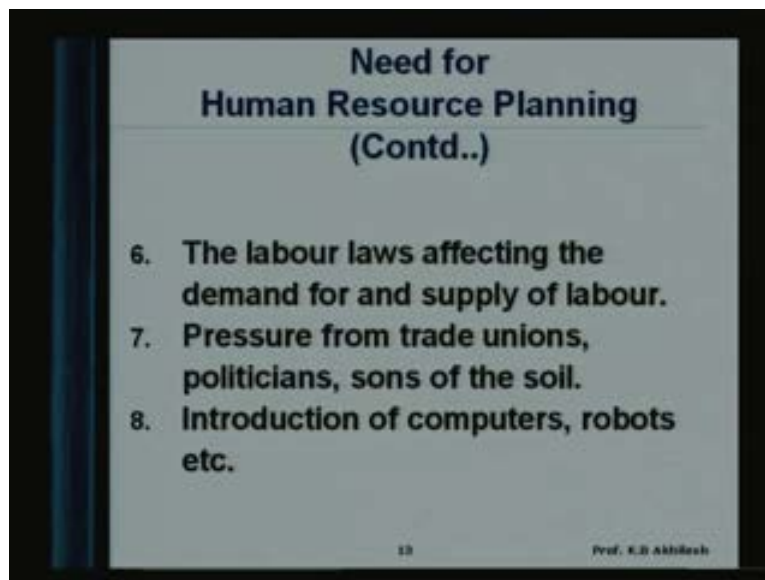 Need for
Human Resource Planning
(Contd..)
6. The labour laws affecting the
demand for and supply of labour.
7. Pressure from trade unions,
politicians, sons of the soil.
8. Introduction of computers, robots
etc.
13 Prof. K.B Akhilesh